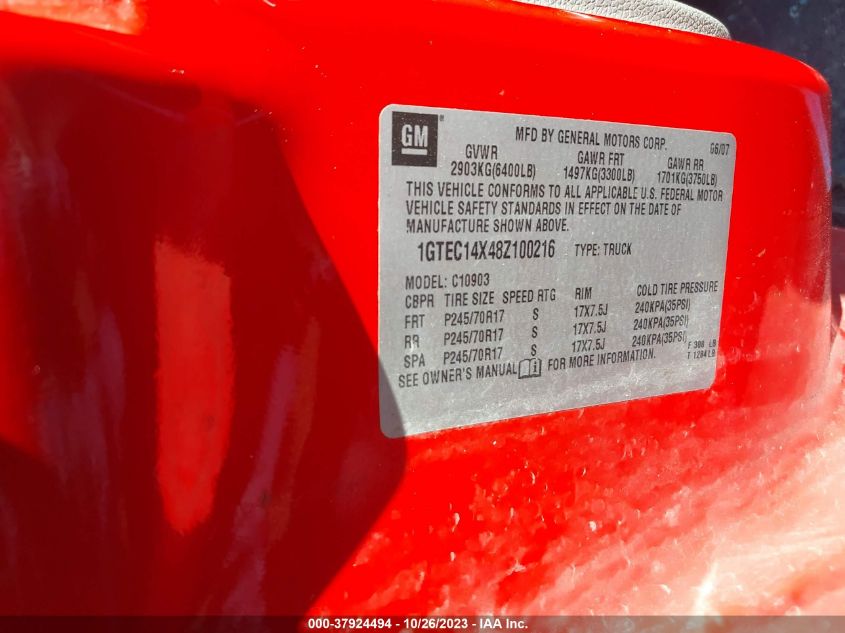 GM
MFD BY GENERAL MOTORS CORP. 06/07
GVWR GAWR FRT GAWR RR
2903KG(6400LB) 1497KG(3300LB) 1701KG(3750LB)
THIS VEHICLE CONFORMS TO ALL APPLICABLE U.S. FEDERAL MOTOR
VEHICLE SAFETY STANDARDS IN EFFECT ON THE DATE OF
MANUFACTURE SHOWN ABOVE.
1GTEC14X48Z100216 TYPE: TRUCK
MODEL: C10903
CBPR TIRE SIZE SPEED RTG RIM COLD TIRE PRESSURE
FRT P245/70R17 S 17X7.5J 240KPA(35PSI)
RR P245/70R17 S 17X7.5J 240KPA(35PSI)
SPA P245/70R17 S 17X7.5J 240KPA(35PSI)
F 308 LB
T 1204LB
SEE OWNER'S MANUAL i FOR MORE INFORMATION.
000-37924494 - 10/26/2023 - IAA Inc.